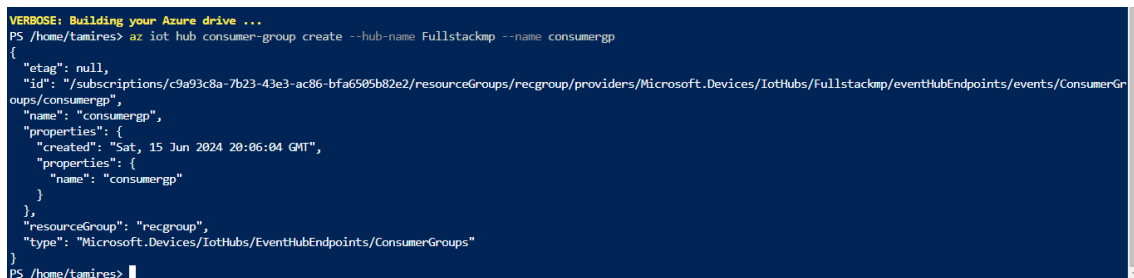 VERBOSE: Building your Azure drive ...
PS /home/tamires> az iot hub consumer-group create --hub-name Fullstackmp --name consumergp
{
  "etag": null,
  "id": "/subscriptions/c9a93c8a-7b23-43e3-ac86-bfa6505b82e2/resourceGroups/recgroup/providers/Microsoft.Devices/IotHubs/Fullstackmp/eventHubEndpoints/events/ConsumerGr
oups/consumergp",
  "name": "consumergp",
  "properties": {
    "created": "Sat, 15 Jun 2024 20:06:04 GMT",
    "properties": {
      "name": "consumergp"
    }
  },
  "resourceGroup": "recgroup",
  "type": "Microsoft.Devices/IotHubs/EventHubEndpoints/ConsumerGroups"
}
PS /home/tamires>